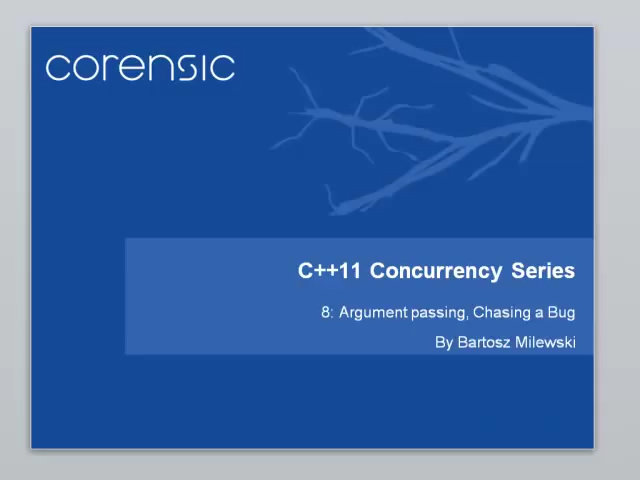 corensic
C++11 Concurrency Series
8: Argument passing, Chasing a Bug
By Bartosz Milewski